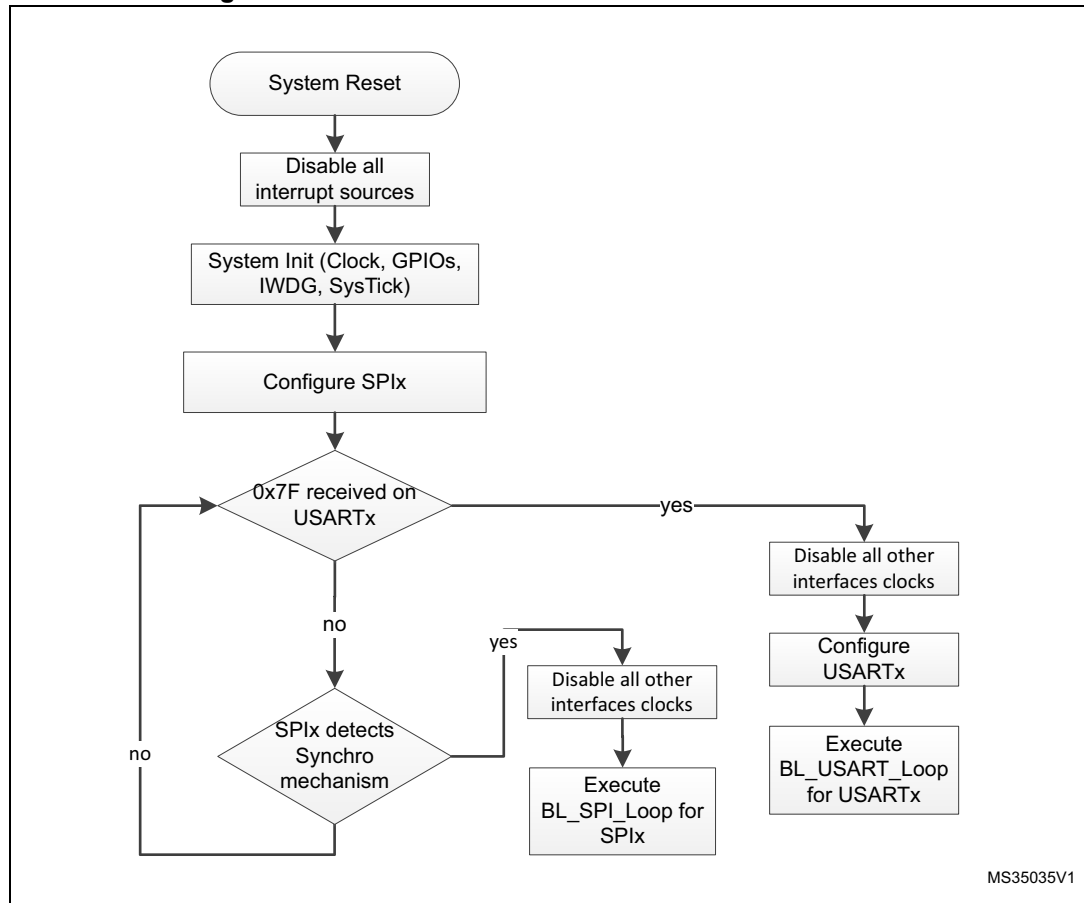 System Reset
Disable all
interrupt sources
System Init (Clock, GPIOs,
IWDG, SysTick)
Configure SPIx
0x7F received on
USARTx
yes
Disable all other
interfaces clocks
Configure
USARTx
Execute
BL_USART_Loop
for USARTx
no
yes
Disable all other
interfaces clocks
SPIx detects
Synchro
mechanism
no
Execute
BL_SPI_Loop for
SPIx
MS35035V1